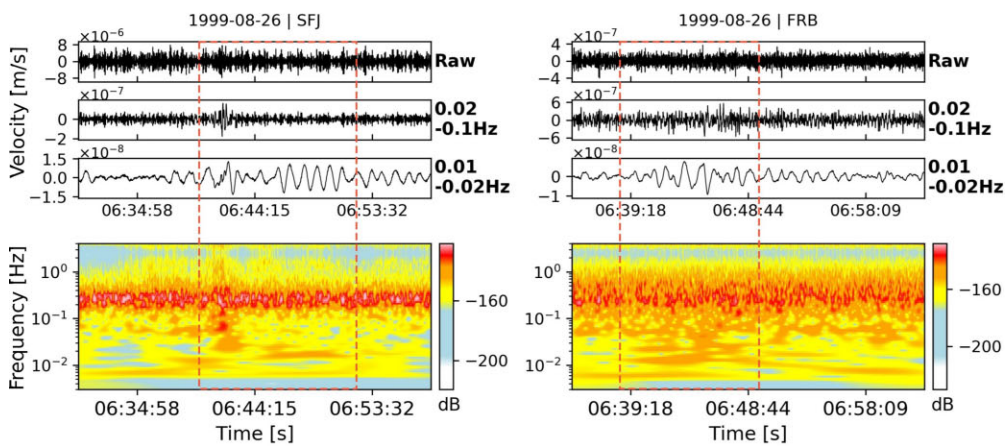 1999-08-26 | SFJ
×10⁻⁶
8
0
−8
Raw
×10⁻⁷
0
−2
0.02
-0.1Hz
×10⁻⁸
1.5
0.0
−1.5
0.01
-0.02Hz
Velocity [m/s]
06:34:58 06:44:15 06:53:32
10⁰
10⁻¹
10⁻²
Frequency [Hz]
−160
−200
dB
06:34:58 06:44:15 06:53:32
Time [s]
1999-08-26 | FRB
×10⁻⁷
4
0
−4
Raw
×10⁻⁷
6
0
−6
0.02
-0.1Hz
×10⁻⁸
0
−1
0.01
-0.02Hz
06:39:18 06:48:44 06:58:09
10⁰
10⁻¹
10⁻²
−160
−200
dB
06:39:18 06:48:44 06:58:09
Time [s]